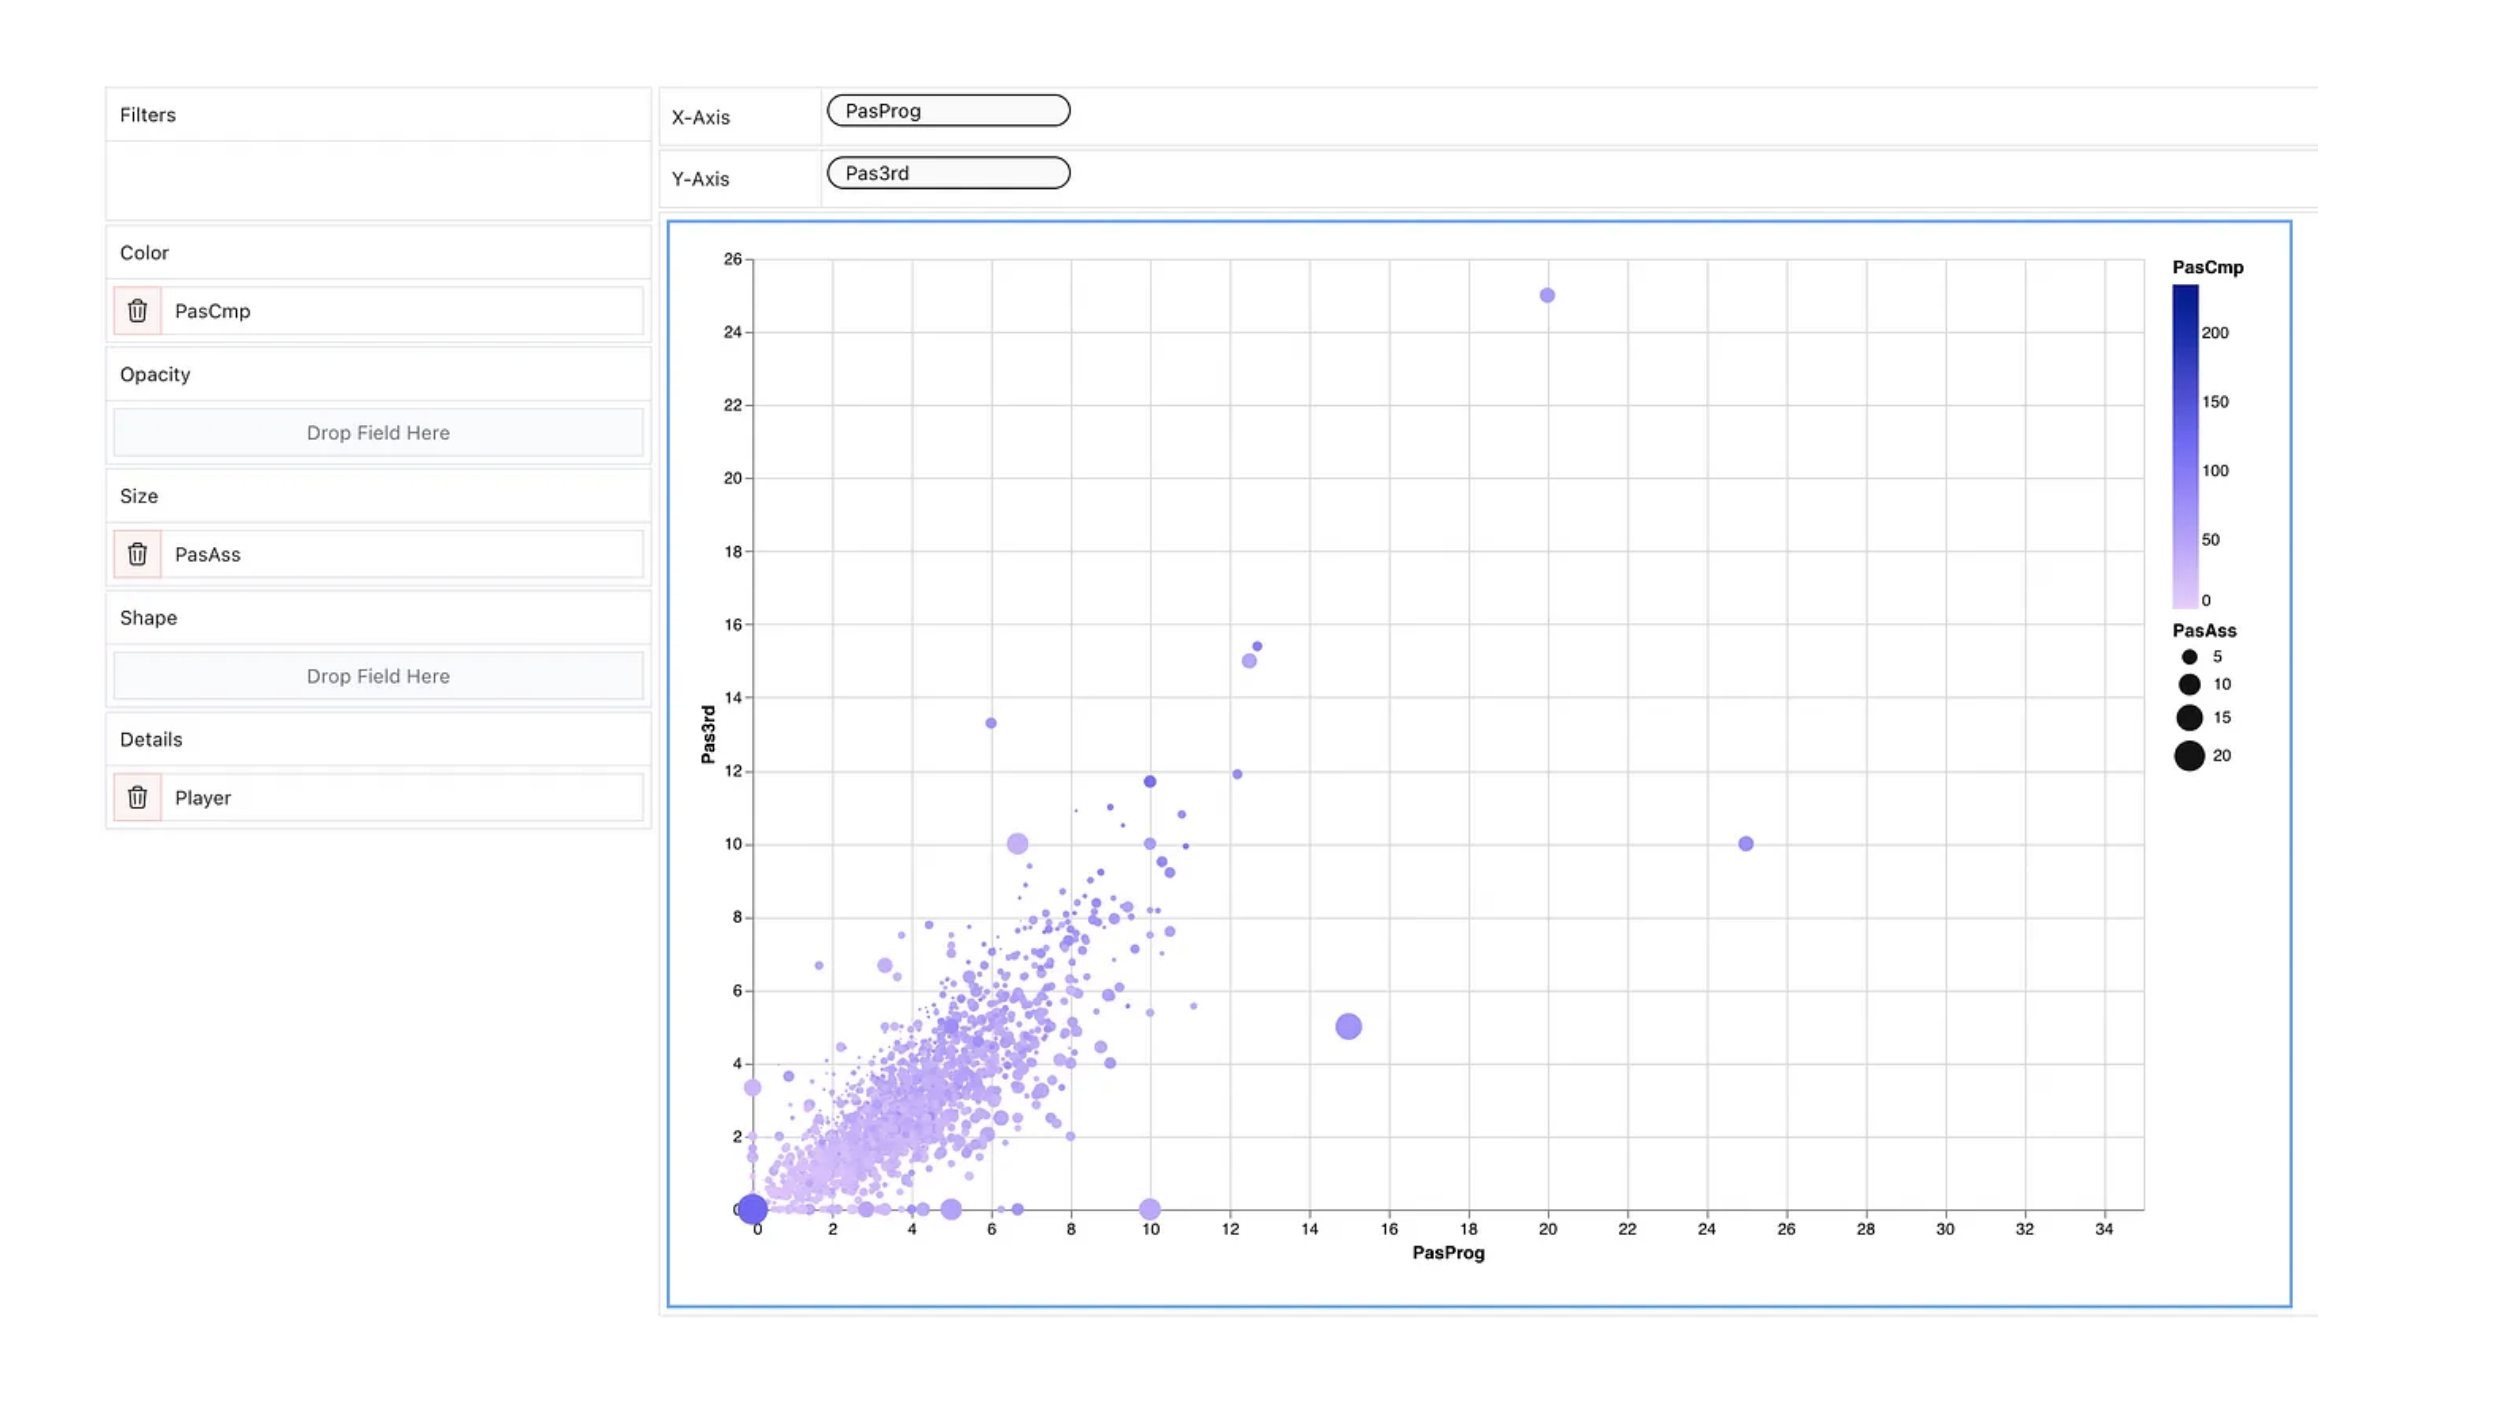 Filters
Color
PasCmp
Opacity
Drop Field Here
Size
PasAss
Shape
Drop Field Here
Details
Player
X-Axis PasProg
Y-Axis Pas3rd
26
24
22
20
18
16
14
12
10
8
6
4
2
0
Pas3rd
0 2 4 6 8 10 12 14 16 18 20 22 24 26 28 30 32 34
PasProg
PasCmp
200
150
100
50
0
PasAss
5
10
15
20